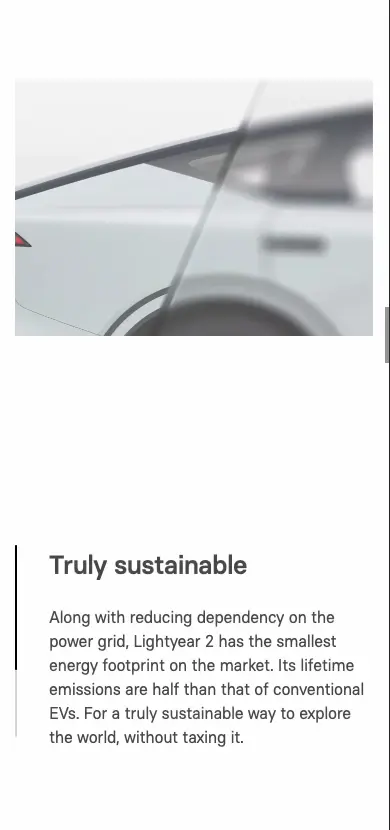 Truly sustainable
Along with reducing dependency on the
power grid, Lightyear 2 has the smallest
energy footprint on the market. Its lifetime
emissions are half than that of conventional
EVs. For a truly sustainable way to explore
the world, without taxing it.